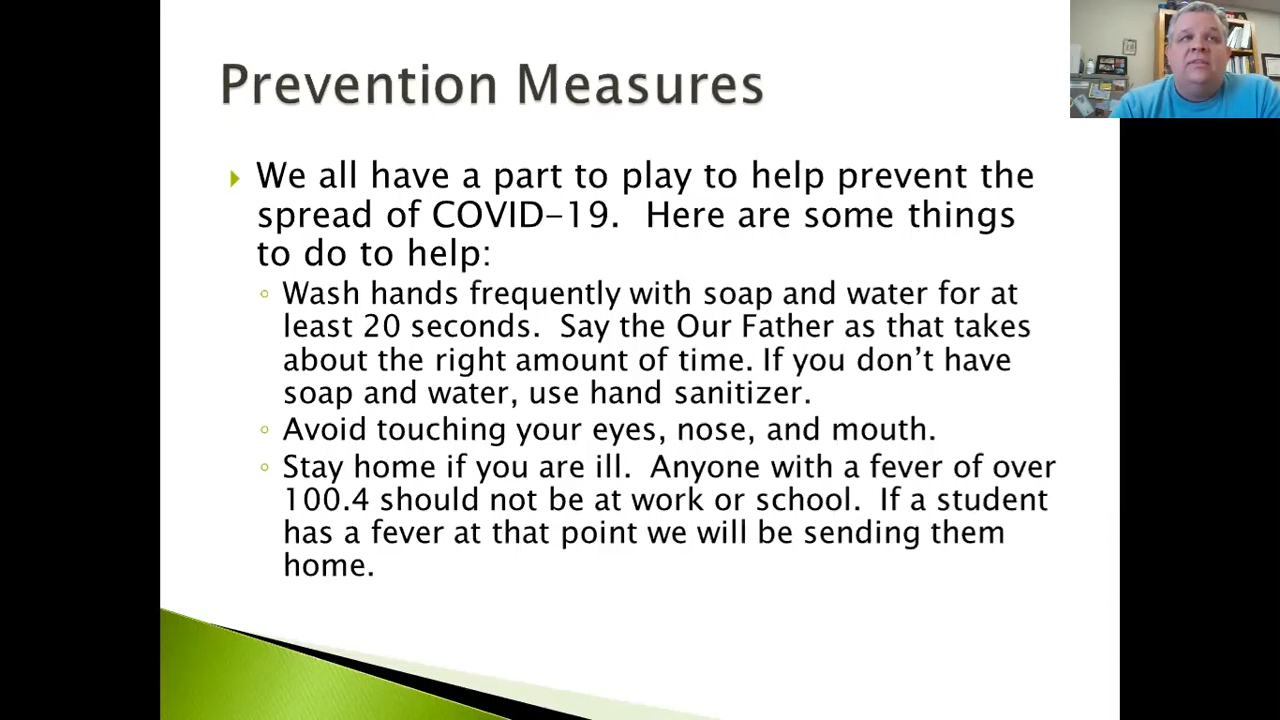 Prevention Measures
We all have a part to play to help prevent the
spread of COVID-19. Here are some things
to do to help:
Wash hands frequently with soap and water for at
least 20 seconds. Say the Our Father as that takes
about the right amount of time. If you don't have
soap and water, use hand sanitizer.
Avoid touching your eyes, nose, and mouth.
Stay home if you are ill. Anyone with a fever of over
100.4 should not be at work or school. If a student
has a fever at that point we will be sending them
home.